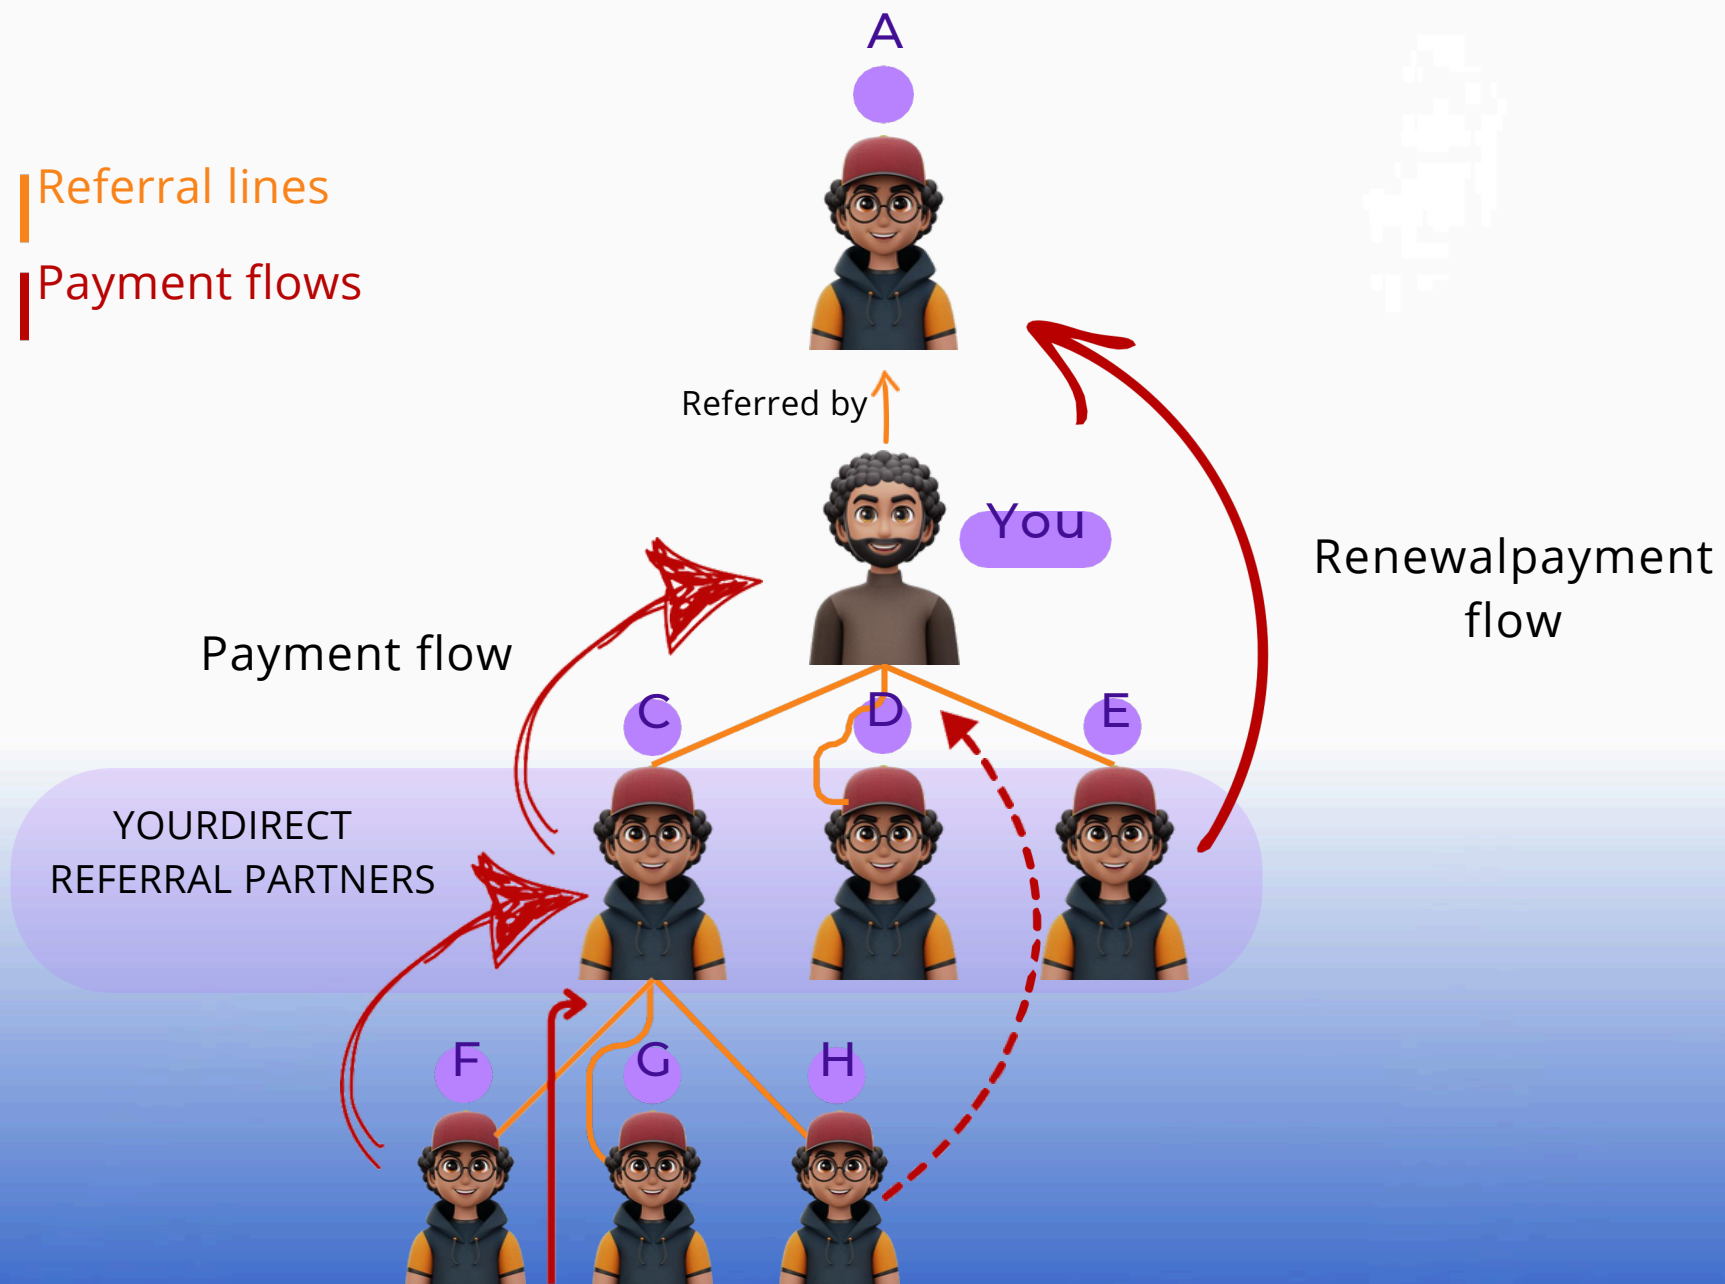 A
Referral lines
Payment flows
Referred by
You
Renewalpayment
flow
Payment flow
C
D
E
YOURDIRECT
REFERRAL PARTNERS
F
G
H